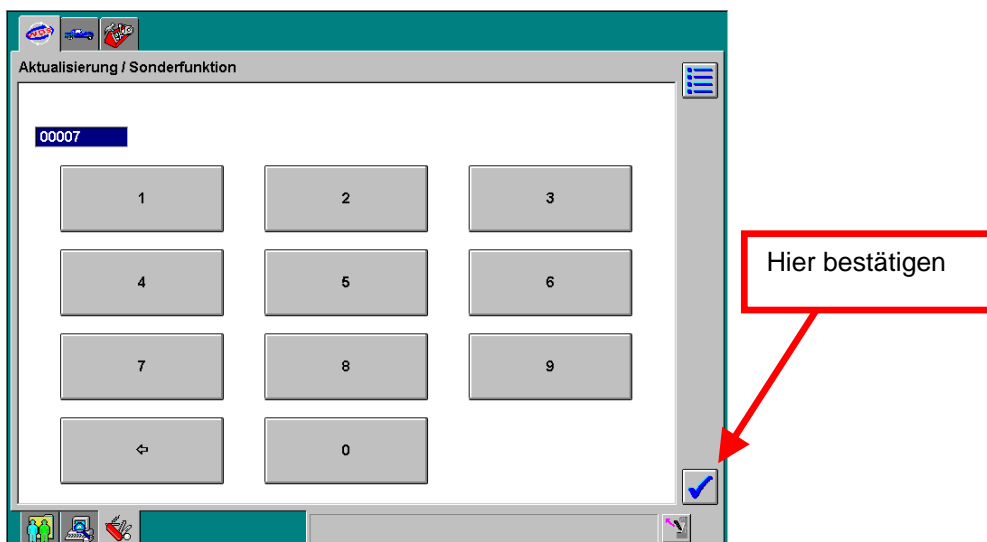 Aktualisierung / Sonderfunktion
00007
1 2 3
4 5 6
Hier bestätigen
7 8 9
0